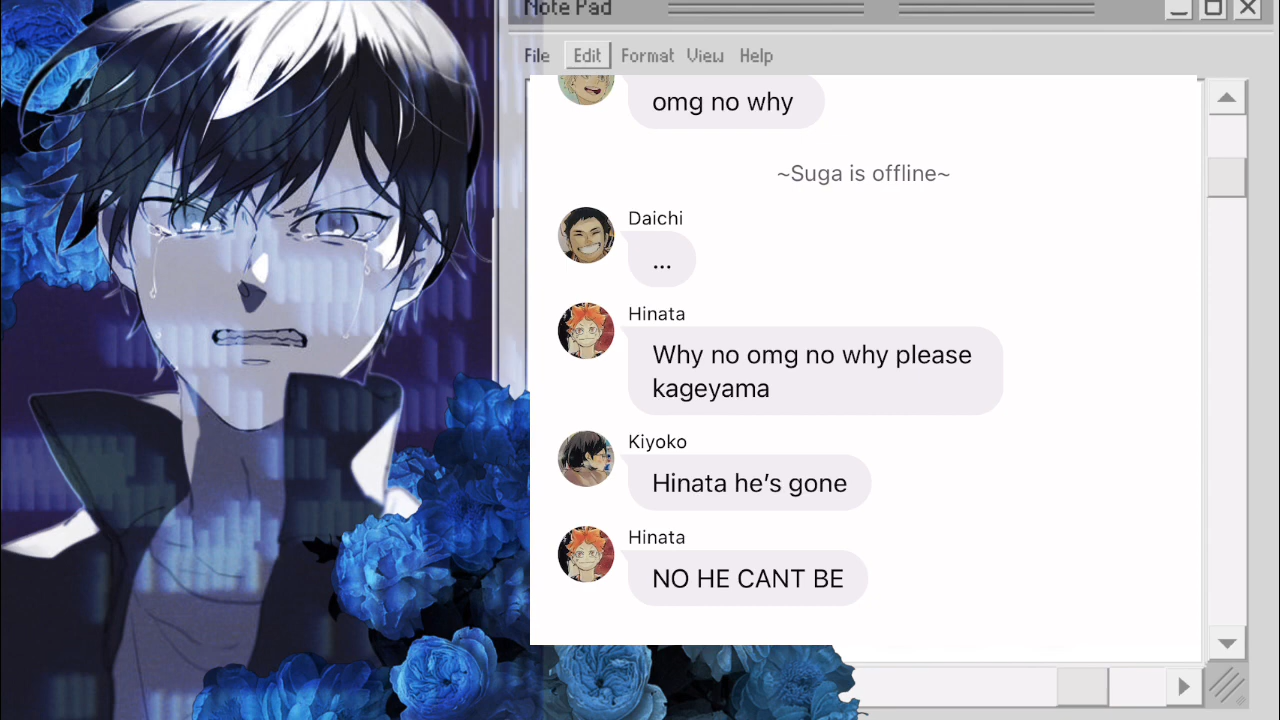 Note Pad
File Edit Format View Help
omg no why
~Suga is offline~
Daichi
...
Hinata
Why no omg no why please
kageyama
Kiyoko
Hinata he’s gone
Hinata
NO HE CANT BE